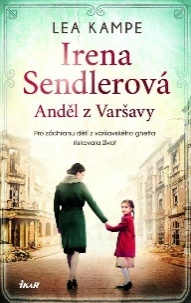 LEA KAMPE
Irena
Sendlerová
Anděl z Varšavy
Pro záchranu dětí z varšavského ghetta
riskovala život
IKAR